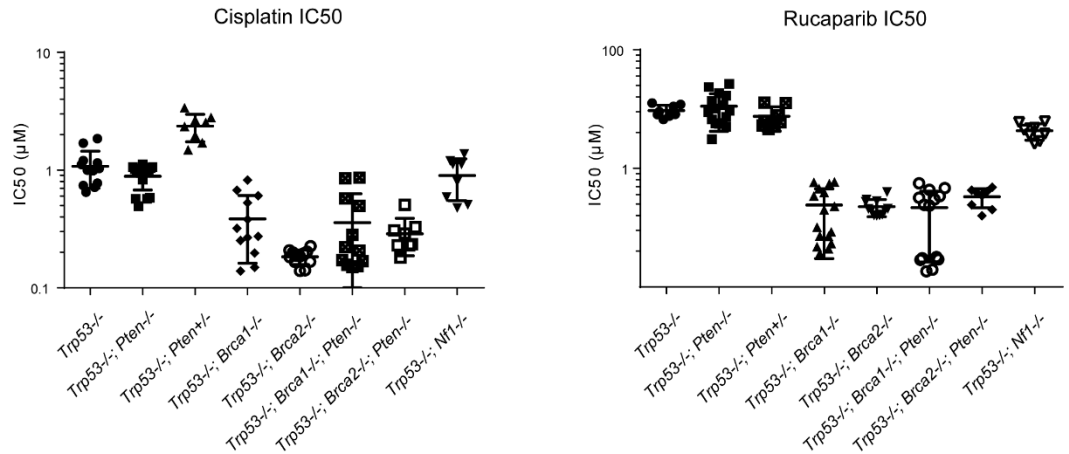 Cisplatin IC50
10
1
0.1
IC50 (µM)
Trp53-/-
Trp53-/-; Pten-/-
Trp53-/-; Pten+/-
Trp53-/-; Brca1-/-
Trp53-/-; Brca2-/-
Trp53-/-; Brca1-/-; Pten-/-
Trp53-/-; Brca2-/-; Pten-/-
Trp53-/-; Nf1-/-
Rucaparib IC50
100
1
IC50 (µM)
Trp53-/-
Trp53-/-; Pten-/-
Trp53-/-; Pten+/-
Trp53-/-; Brca1-/-
Trp53-/-; Brca2-/-
Trp53-/-; Brca1-/-; Pten-/-
Trp53-/-; Brca2-/-; Pten-/-
Trp53-/-; Nf1-/-